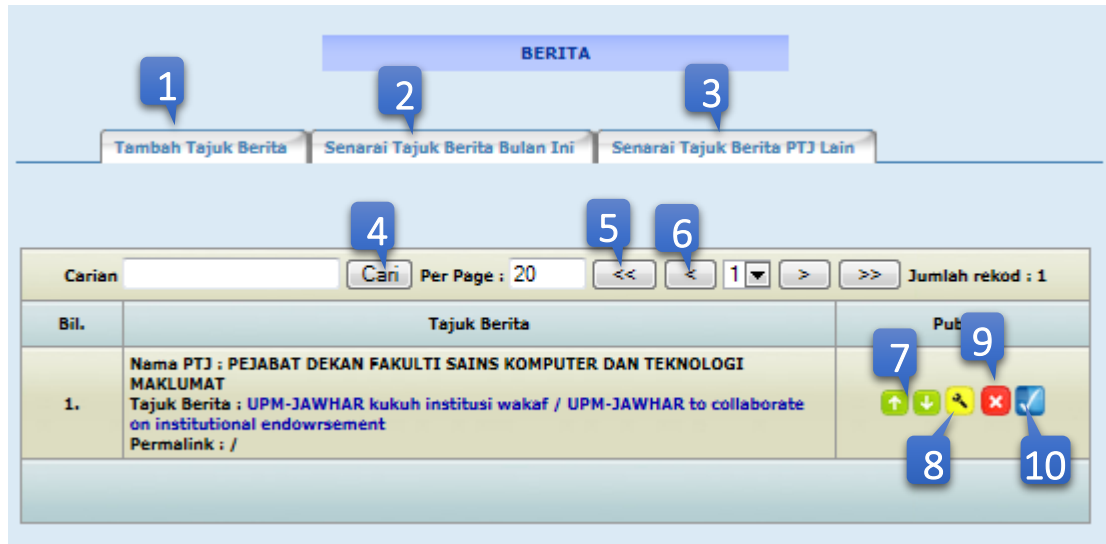 BERITA
1
2
3
Tambah Tajuk Berita
Senarai Tajuk Berita Bulan Ini
Senarai Tajuk Berita PTJ Lain
4
5
6
Carian Cari Per Page : 20 << < 1 > >> Jumlah rekod : 1
Bil. Tajuk Berita
7
9
Nama PTJ : PEJABAT DEKAN FAKULTI SAINS KOMPUTER DAN TEKNOLOGI
MAKLUMAT
1.
Tajuk Berita : UPM-JAWHAR kukuh institusi wakaf / UPM-JAWHAR to collaborate
on institutional endowrsement
Permalink : /
8
10